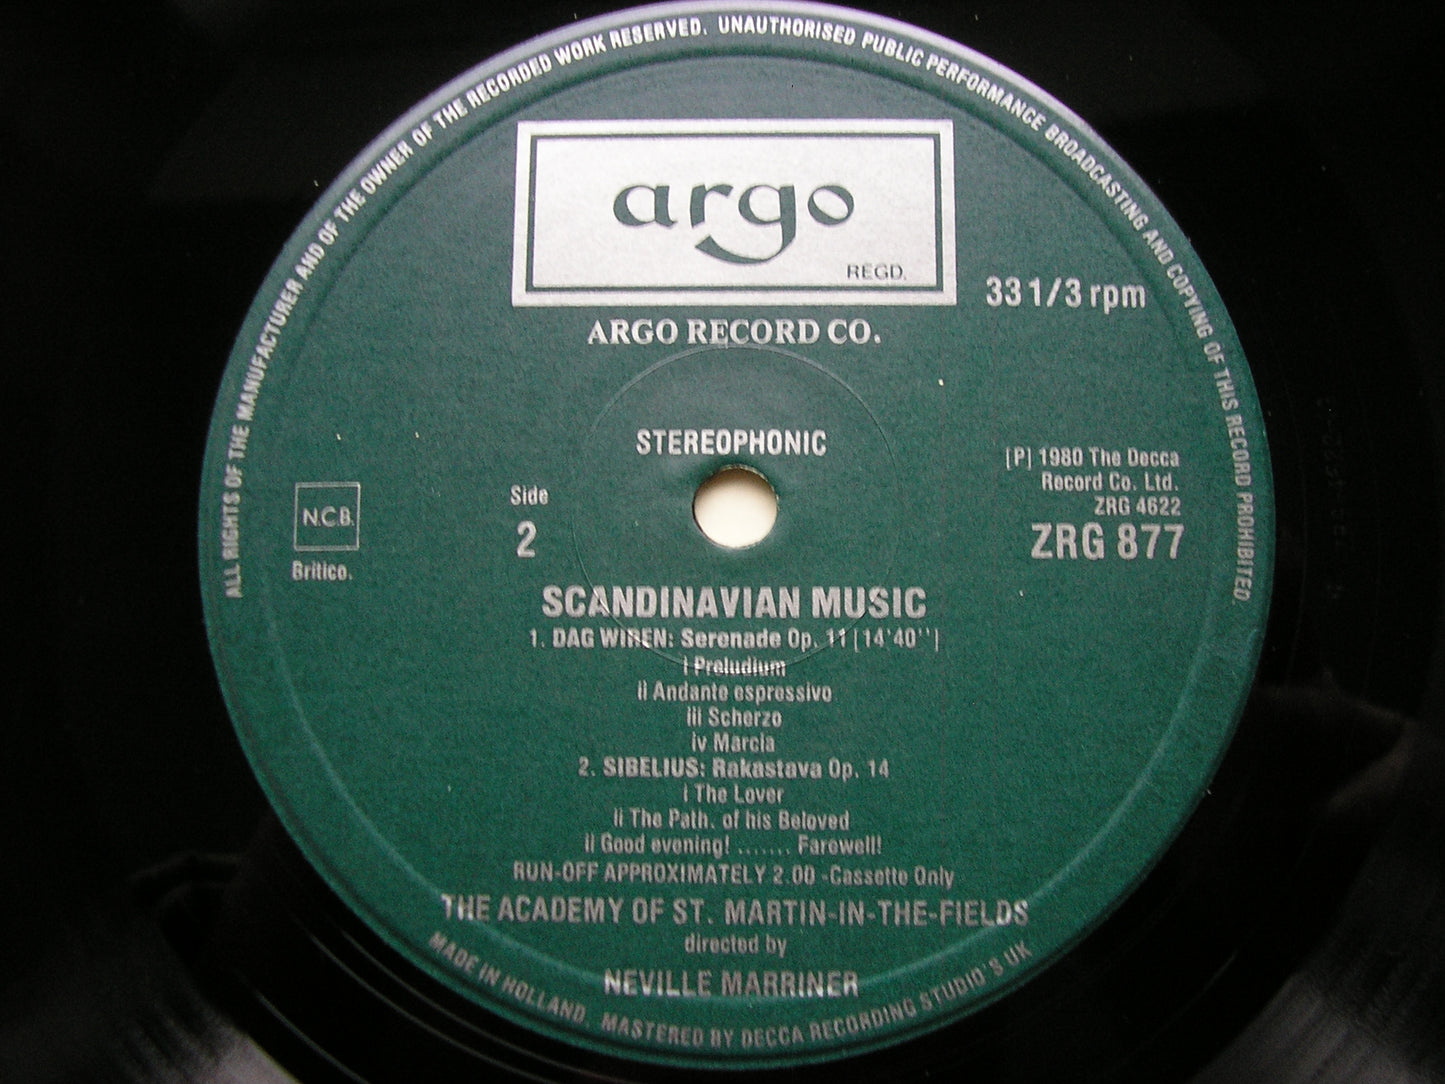 ALL RIGHTS OF THE MANUFACTURER AND OF THE OWNER OF THE RECORDED WORK RESERVED. UNAUTHORISED PUBLIC PERFORMANCE BROADCASTING AND COPYING OF THIS RECORD PROHIBITED.
argo
REGD.
33 1/3 rpm
ARGO RECORD CO.
STEREOPHONIC
[P] 1980 The Decca
Record Co. Ltd.
ZRG 4622
ZRG 877
Side
2
N.C.B.
Britico.
SCANDINAVIAN MUSIC
1. DAG WIREN: Serenade Op. 11 [14'40'']
i Preludium
ii Andante espressivo
iii Scherzo
iv Marcia
2. SIBELIUS: Rakastava Op. 14
i The Lover
ii The Path. of his Beloved
ii Good evening! ....... Farewell!
RUN-OFF APPROXIMATELY 2.00 -Cassette Only
THE ACADEMY OF ST. MARTIN-IN-THE-FIELDS
directed by
NEVILLE MARRINER
MADE IN HOLLAND. MASTERED BY DECCA RECORDING STUDIO'S UK